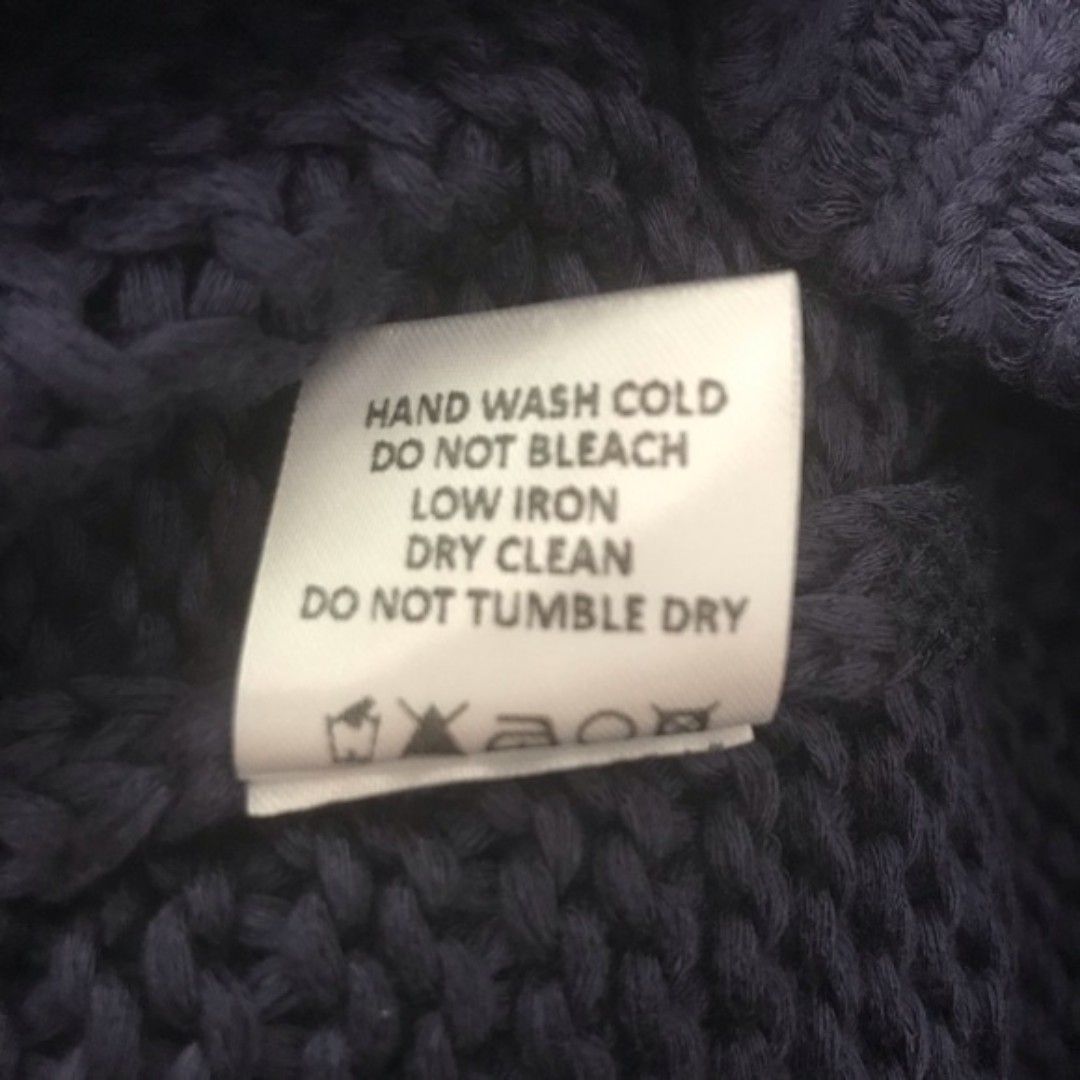 HAND WASH COLD
DO NOT BLEACH
LOW IRON
DRY CLEAN
DO NOT TUMBLE DRY